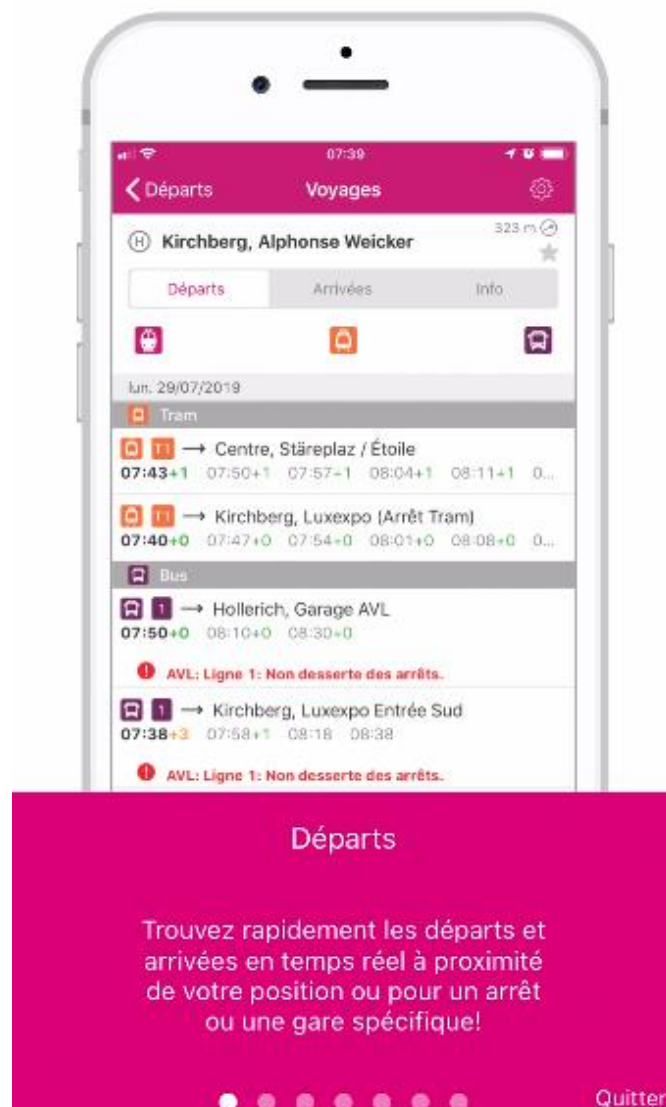 07:39
Départs Voyages
H Kirchberg, Alphonse Weicker 323 m
Départs Arrivées Info
lun. 29/07/2019
Tram
T1 → Centre, Stäreplaz / Étoile
07:43+1 07:50+1 07:57+1 08:04+1 08:11+1 0...
T1 → Kirchberg, Luxexpo (Arrêt Tram)
07:40+0 07:47+0 07:54+0 08:01+0 08:08+0 0...
Bus
1 → Hollerich, Garage AVL
07:50+0 08:10+0 08:30+0
AVL: Ligne 1: Non desserte des arrêts.
1 → Kirchberg, Luxexpo Entrée Sud
07:38+3 07:58+1 08:18 08:38
AVL: Ligne 1: Non desserte des arrêts.
Départs
Trouvez rapidement les départs et
arrivées en temps réel à proximité
de votre position ou pour un arrêt
ou une gare spécifique!
Quitter